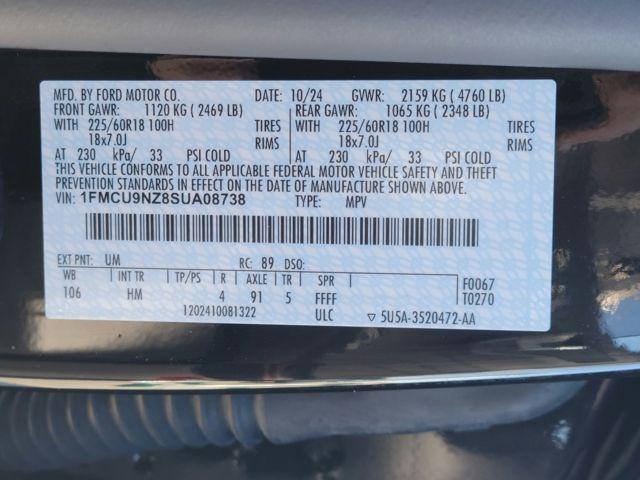 MFD. BY FORD MOTOR CO. DATE: 10/24 GVWR: 2159 KG ( 4760 LB)
FRONT GAWR: 1120 KG ( 2469 LB) REAR GAWR: 1065 KG ( 2348 LB)
WITH 225/60R18 100H TIRES WITH 225/60R18 100H TIRES
18x7.0J RIMS 18x7.0J RIMS
AT 230 kPa/ 33 PSI COLD AT 230 kPa/ 33 PSI COLD
THIS VEHICLE CONFORMS TO ALL APPLICABLE FEDERAL MOTOR VEHICLE SAFETY AND THEFT
PREVENTION STANDARDS IN EFFECT ON THE DATE OF MANUFACTURE SHOWN ABOVE.
VIN: 1FMCU9NZ8SUA08738 TYPE: MPV
EXT PNT: UM RC: 89 DSO:
WB INT TR TP/PS R AXLE TR SPR F0067
106 HM 4 91 5 FFFF T0270
1202410081322 ULC ▽ 5U5A-3520472-AA